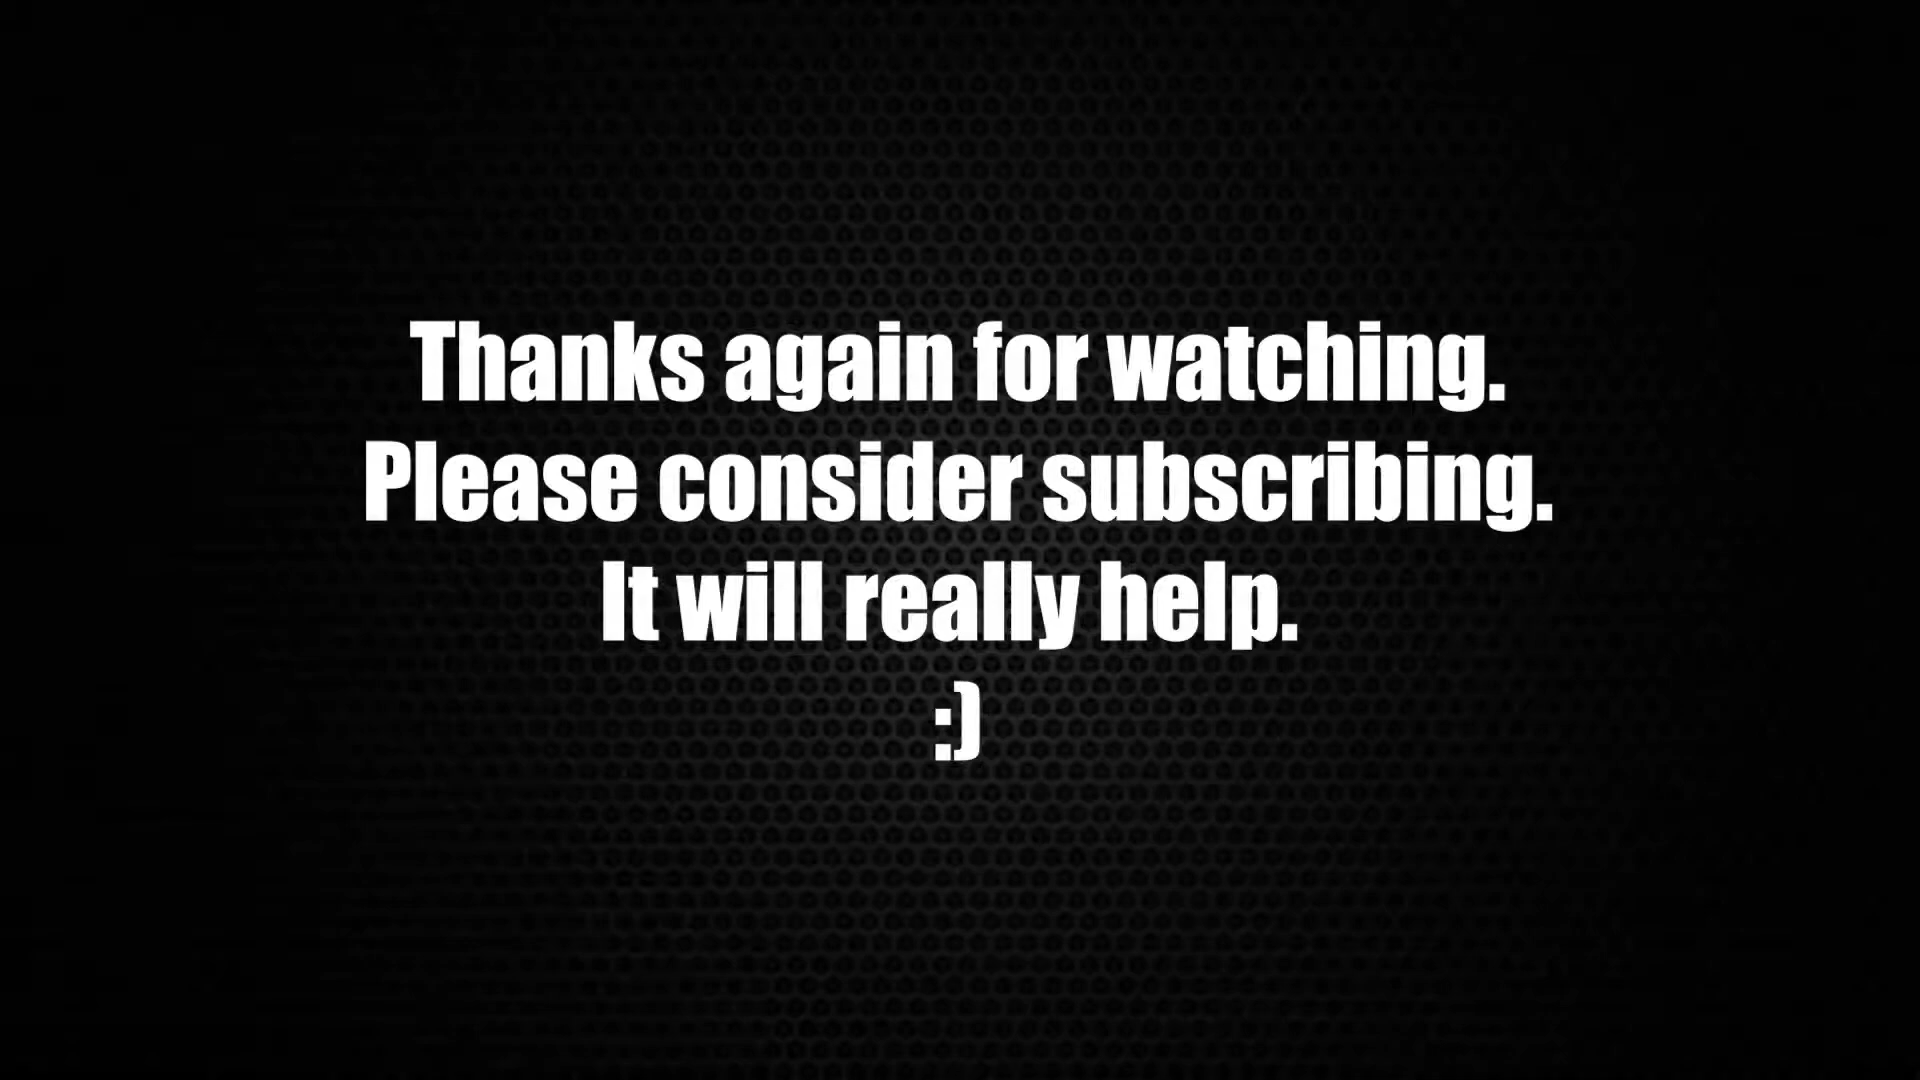 Thanks again for watching.
Please consider subscribing.
It will really help.
:)